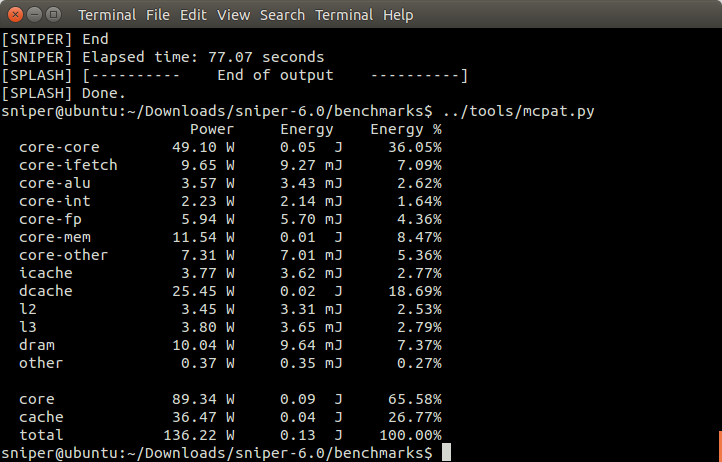 Terminal File Edit View Search Terminal Help
[SNIPER] End
[SNIPER] Elapsed time: 77.07 seconds
[SPLASH] [----------    End of output    ----------]
[SPLASH] Done.
sniper@ubuntu:~/Downloads/sniper-6.0/benchmarks$ ../tools/mcpat.py
                     Power     Energy    Energy %
  core-core        49.10 W     0.05  J     36.05%
  core-ifetch       9.65 W     9.27 mJ      7.09%
  core-alu          3.57 W     3.43 mJ      2.62%
  core-int          2.23 W     2.14 mJ      1.64%
  core-fp           5.94 W     5.70 mJ      4.36%
  core-mem         11.54 W     0.01  J      8.47%
  core-other        7.31 W     7.01 mJ      5.36%
  icache            3.77 W     3.62 mJ      2.77%
  dcache           25.45 W     0.02  J     18.69%
  l2                3.45 W     3.31 mJ      2.53%
  l3                3.80 W     3.65 mJ      2.79%
  dram             10.04 W     9.64 mJ      7.37%
  other             0.37 W     0.35 mJ      0.27%

  core             89.34 W     0.09  J     65.58%
  cache            36.47 W     0.04  J     26.77%
  total           136.22 W     0.13  J    100.00%
sniper@ubuntu:~/Downloads/sniper-6.0/benchmarks$